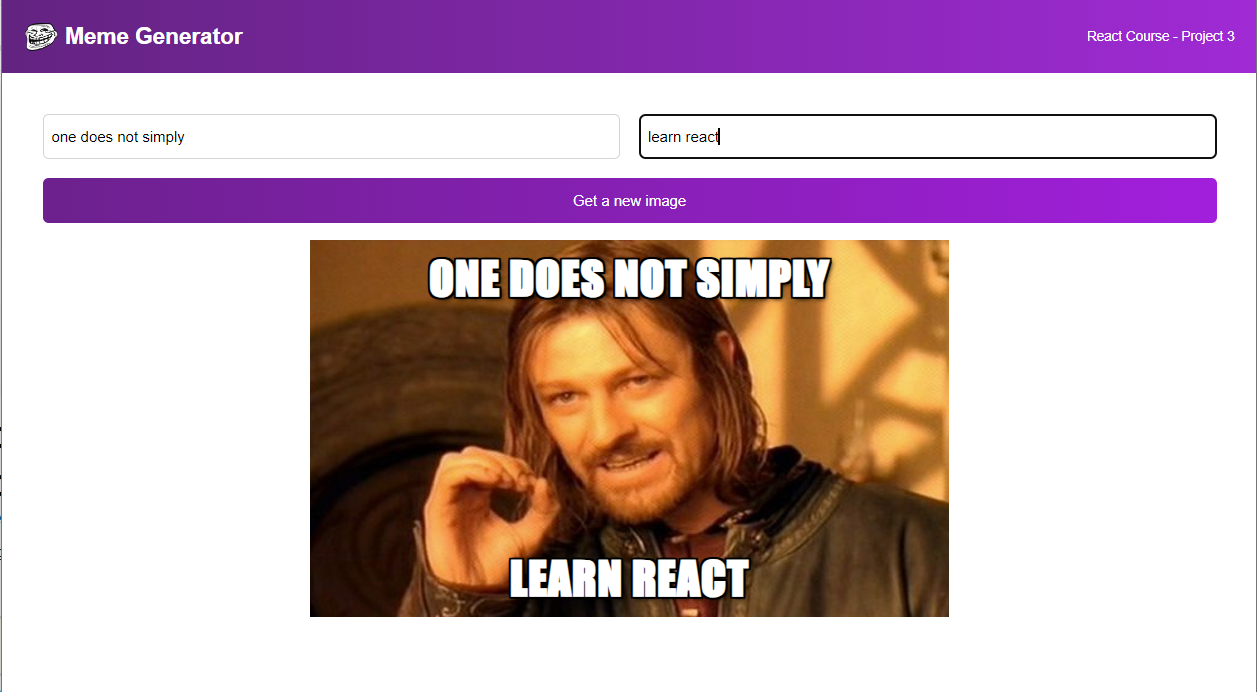 Meme Generator
React Course - Project 3
one does not simply
learn react
Get a new image
ONE DOES NOT SIMPLY
LEARN REACT